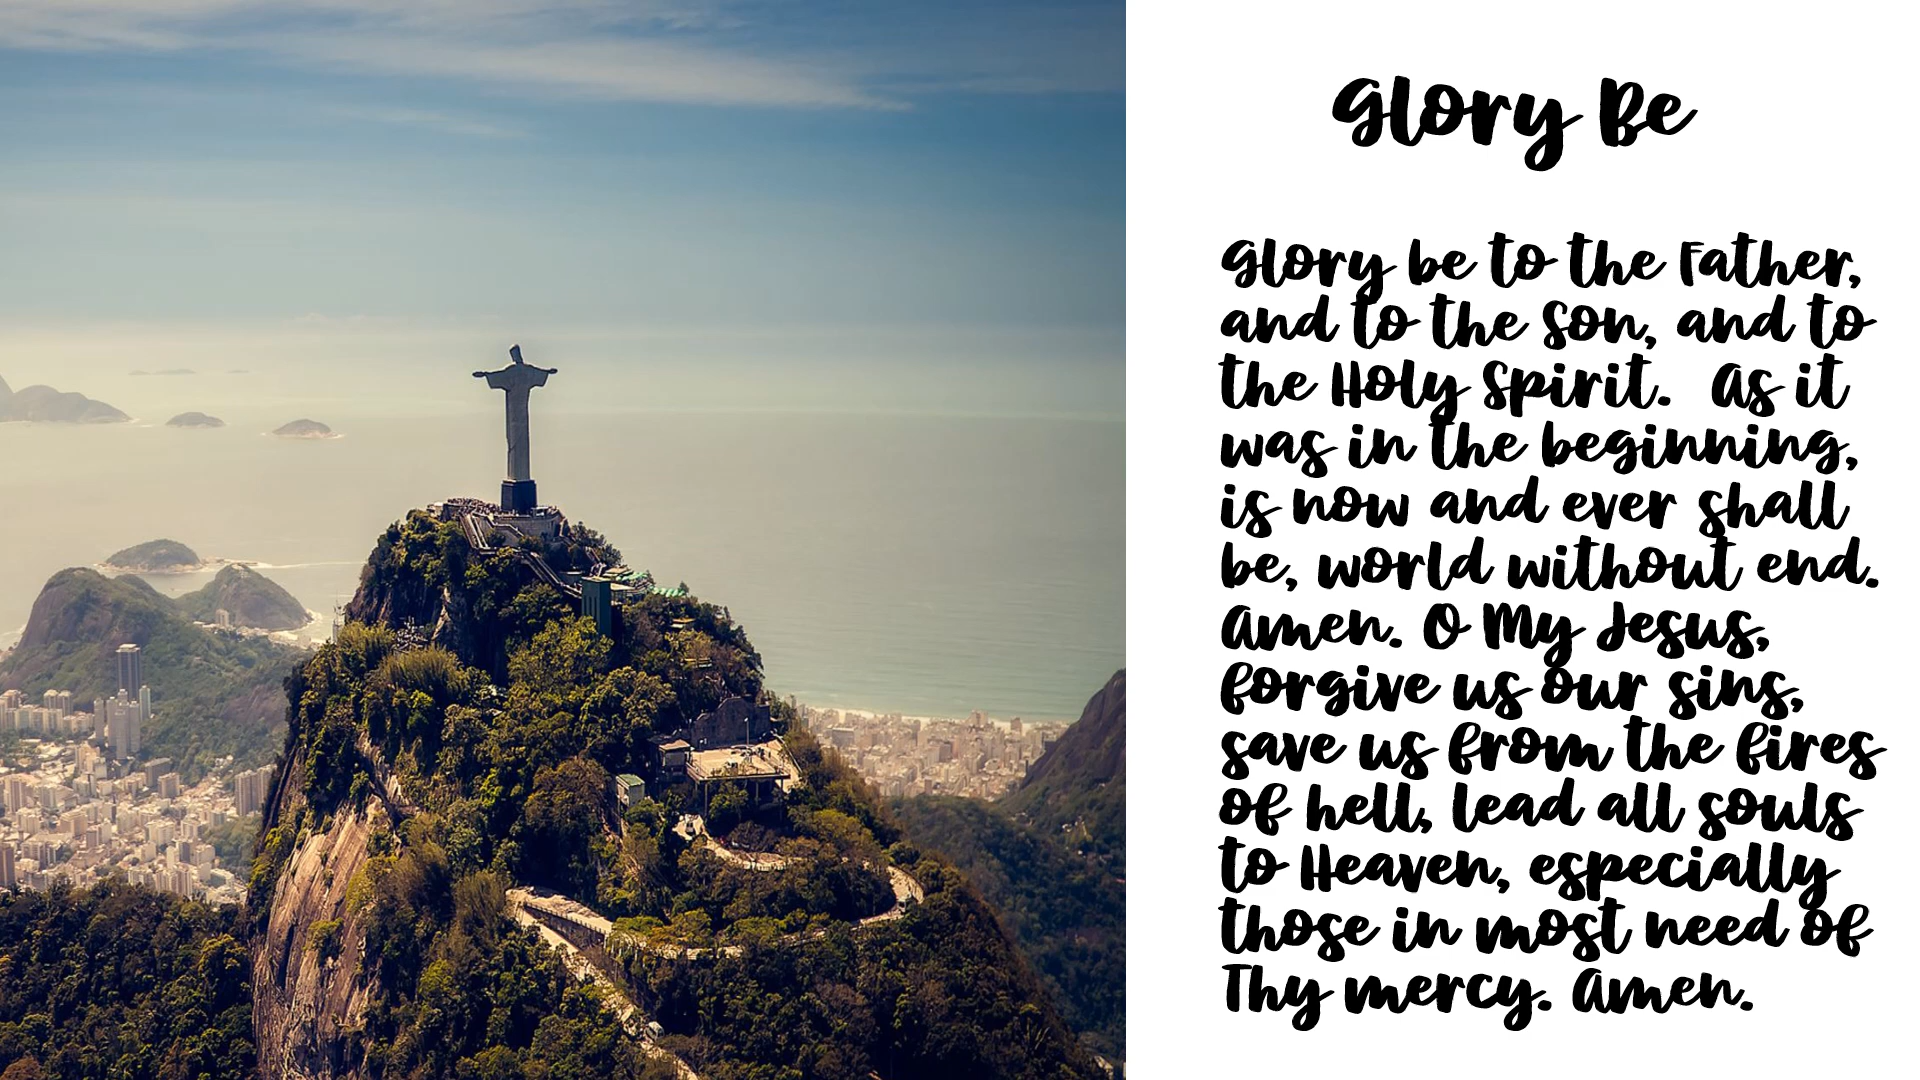 Glory Be
Glory be to the Father,
and to the Son, and to
the Holy Spirit.  As it
was in the beginning,
is now and ever shall
be, world without end.
Amen. O My Jesus,
forgive us our sins,
save us from the fires
of hell, lead all souls
to Heaven, especially
those in most need of
Thy mercy. Amen.